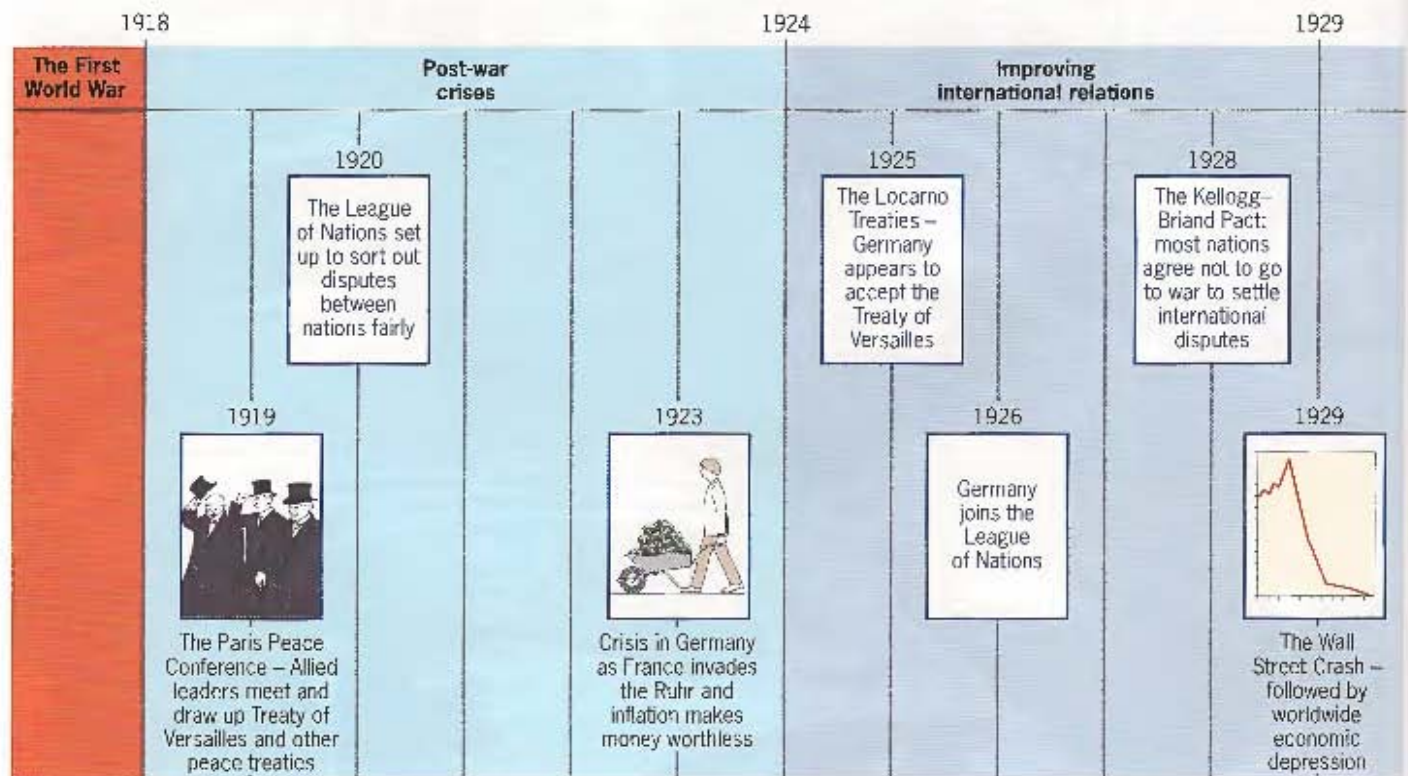 1918
1924
1929
The First
World War
Post-war
crises
Improving
international relations
1920
The League
of Nations set
up to sort out
disputes
between
nations fairly
1925
The Locarno
Treaties –
Germany
appears to
accept the
Treaty of
Versailles
1928
The Kellogg–
Briand Pact:
most nations
agree not to go
to war to settle
international
disputes
1919
The Paris Peace
Conference – Allied
leaders meet and
draw up Treaty of
Versailles and other
peace treaties
1923
Crisis in Germany
as France invades
the Ruhr and
inflation makes
money worthless
1926
Germany
joins the
League
of Nations
1929
The Wall
Street Crash –
followed by
worldwide
economic
depression